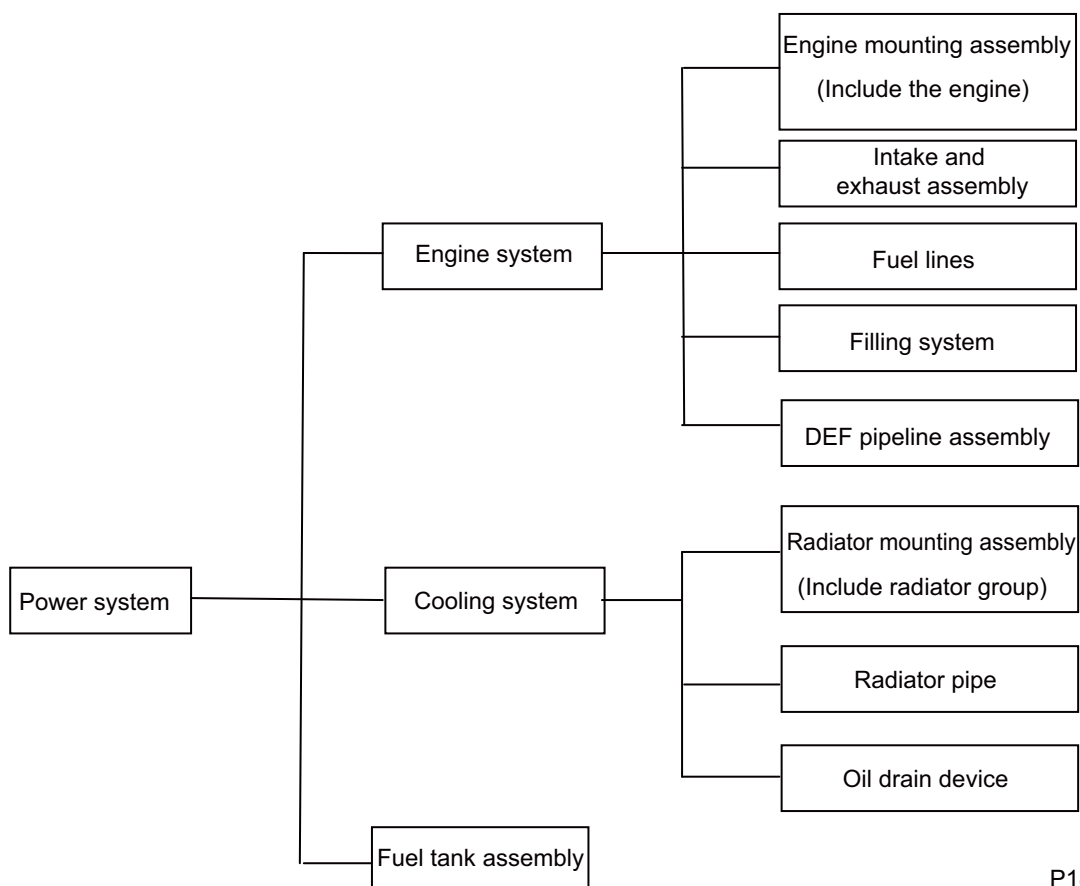 Engine mounting assembly
(Include the engine)
Intake and
exhaust assembly
Engine system
Fuel lines
Filling system
DEF pipeline assembly
Radiator mounting assembly
(Include radiator group)
Power system
Cooling system
Radiator pipe
Oil drain device
Fuel tank assembly
P1